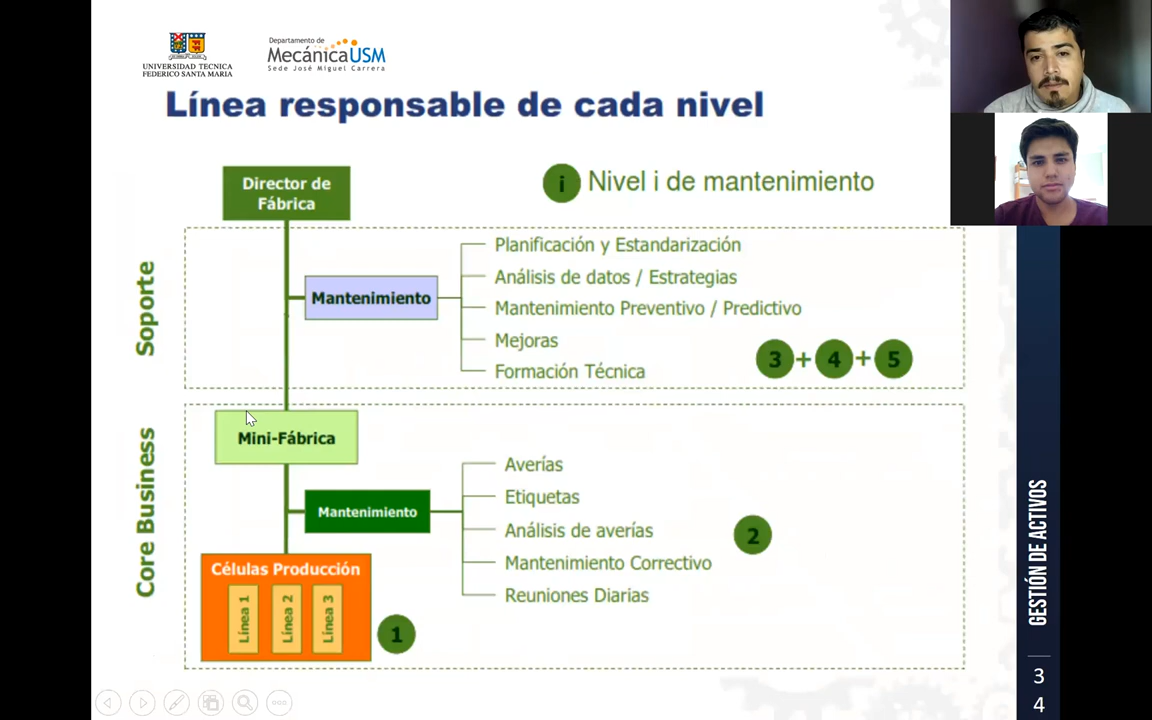 UNIVERSIDAD TECNICA
FEDERICO SANTA MARIA
Departamento de
MecánicaUSM
Sede José Miguel Carrera
Línea responsable de cada nivel
Director de
Fábrica
i Nivel i de mantenimiento
Soporte
Mantenimiento
Planificación y Estandarización
Análisis de datos / Estrategias
Mantenimiento Preventivo / Predictivo
Mejoras
Formación Técnica
3 + 4 + 5
Core Business
Mini-Fábrica
Mantenimiento
Averías
Etiquetas
Análisis de averías
Mantenimiento Correctivo
Reuniones Diarias
2
Células Producción
Línea 1
Línea 2
Línea 3
1
GESTIÓN DE ACTIVOS
3
4